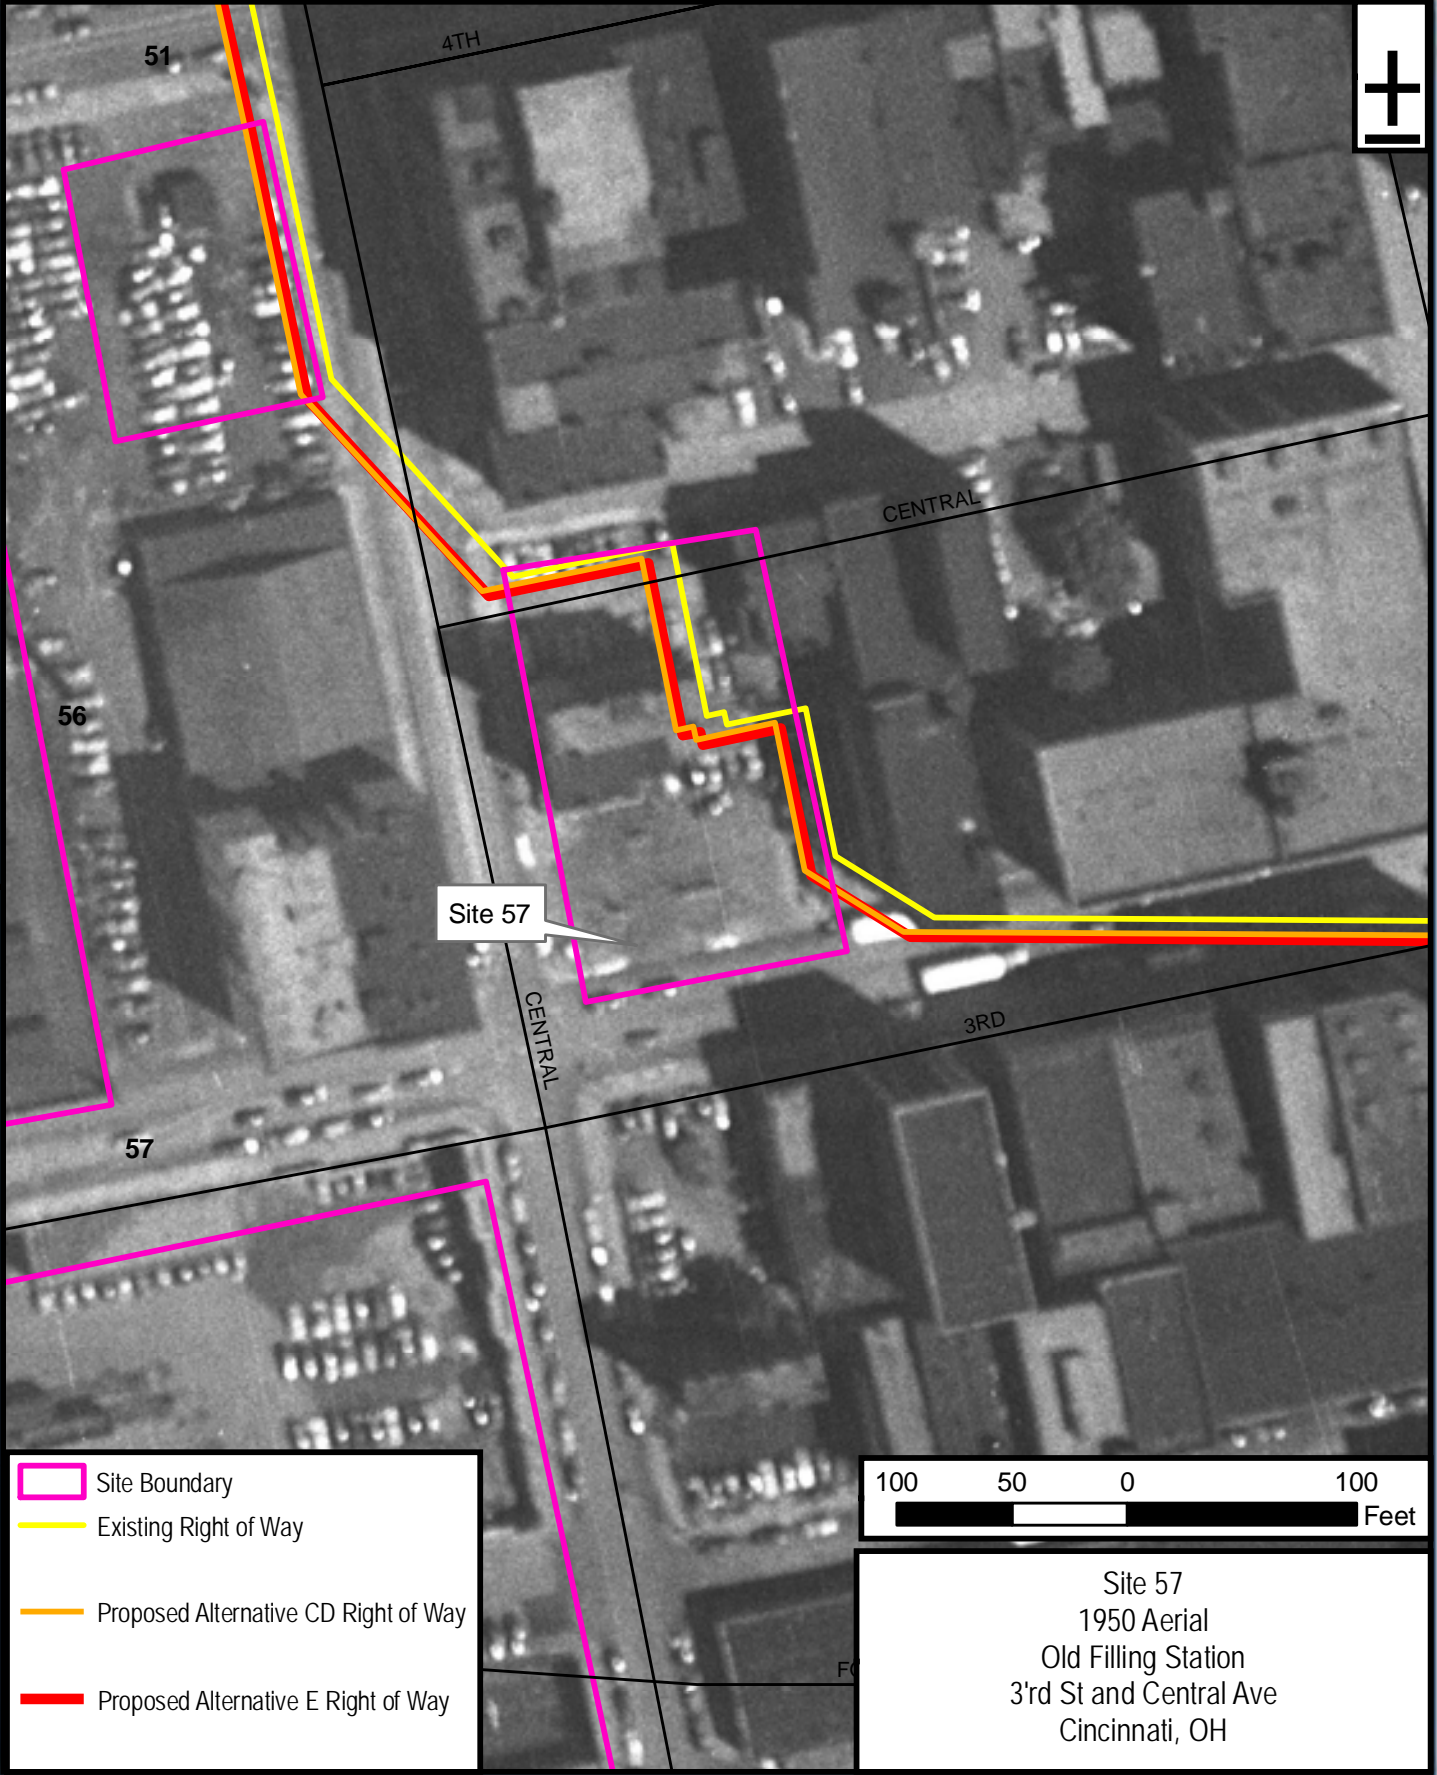 51
4TH
CENTRAL
56
Site 57
CENTRAL
3RD
57
Site Boundary
Existing Right of Way
Proposed Alternative CD Right of Way
Proposed Alternative E Right of Way
100 50 0 100
Feet
Site 57
1950 Aerial
Old Filling Station
3'rd St and Central Ave
Cincinnati, OH